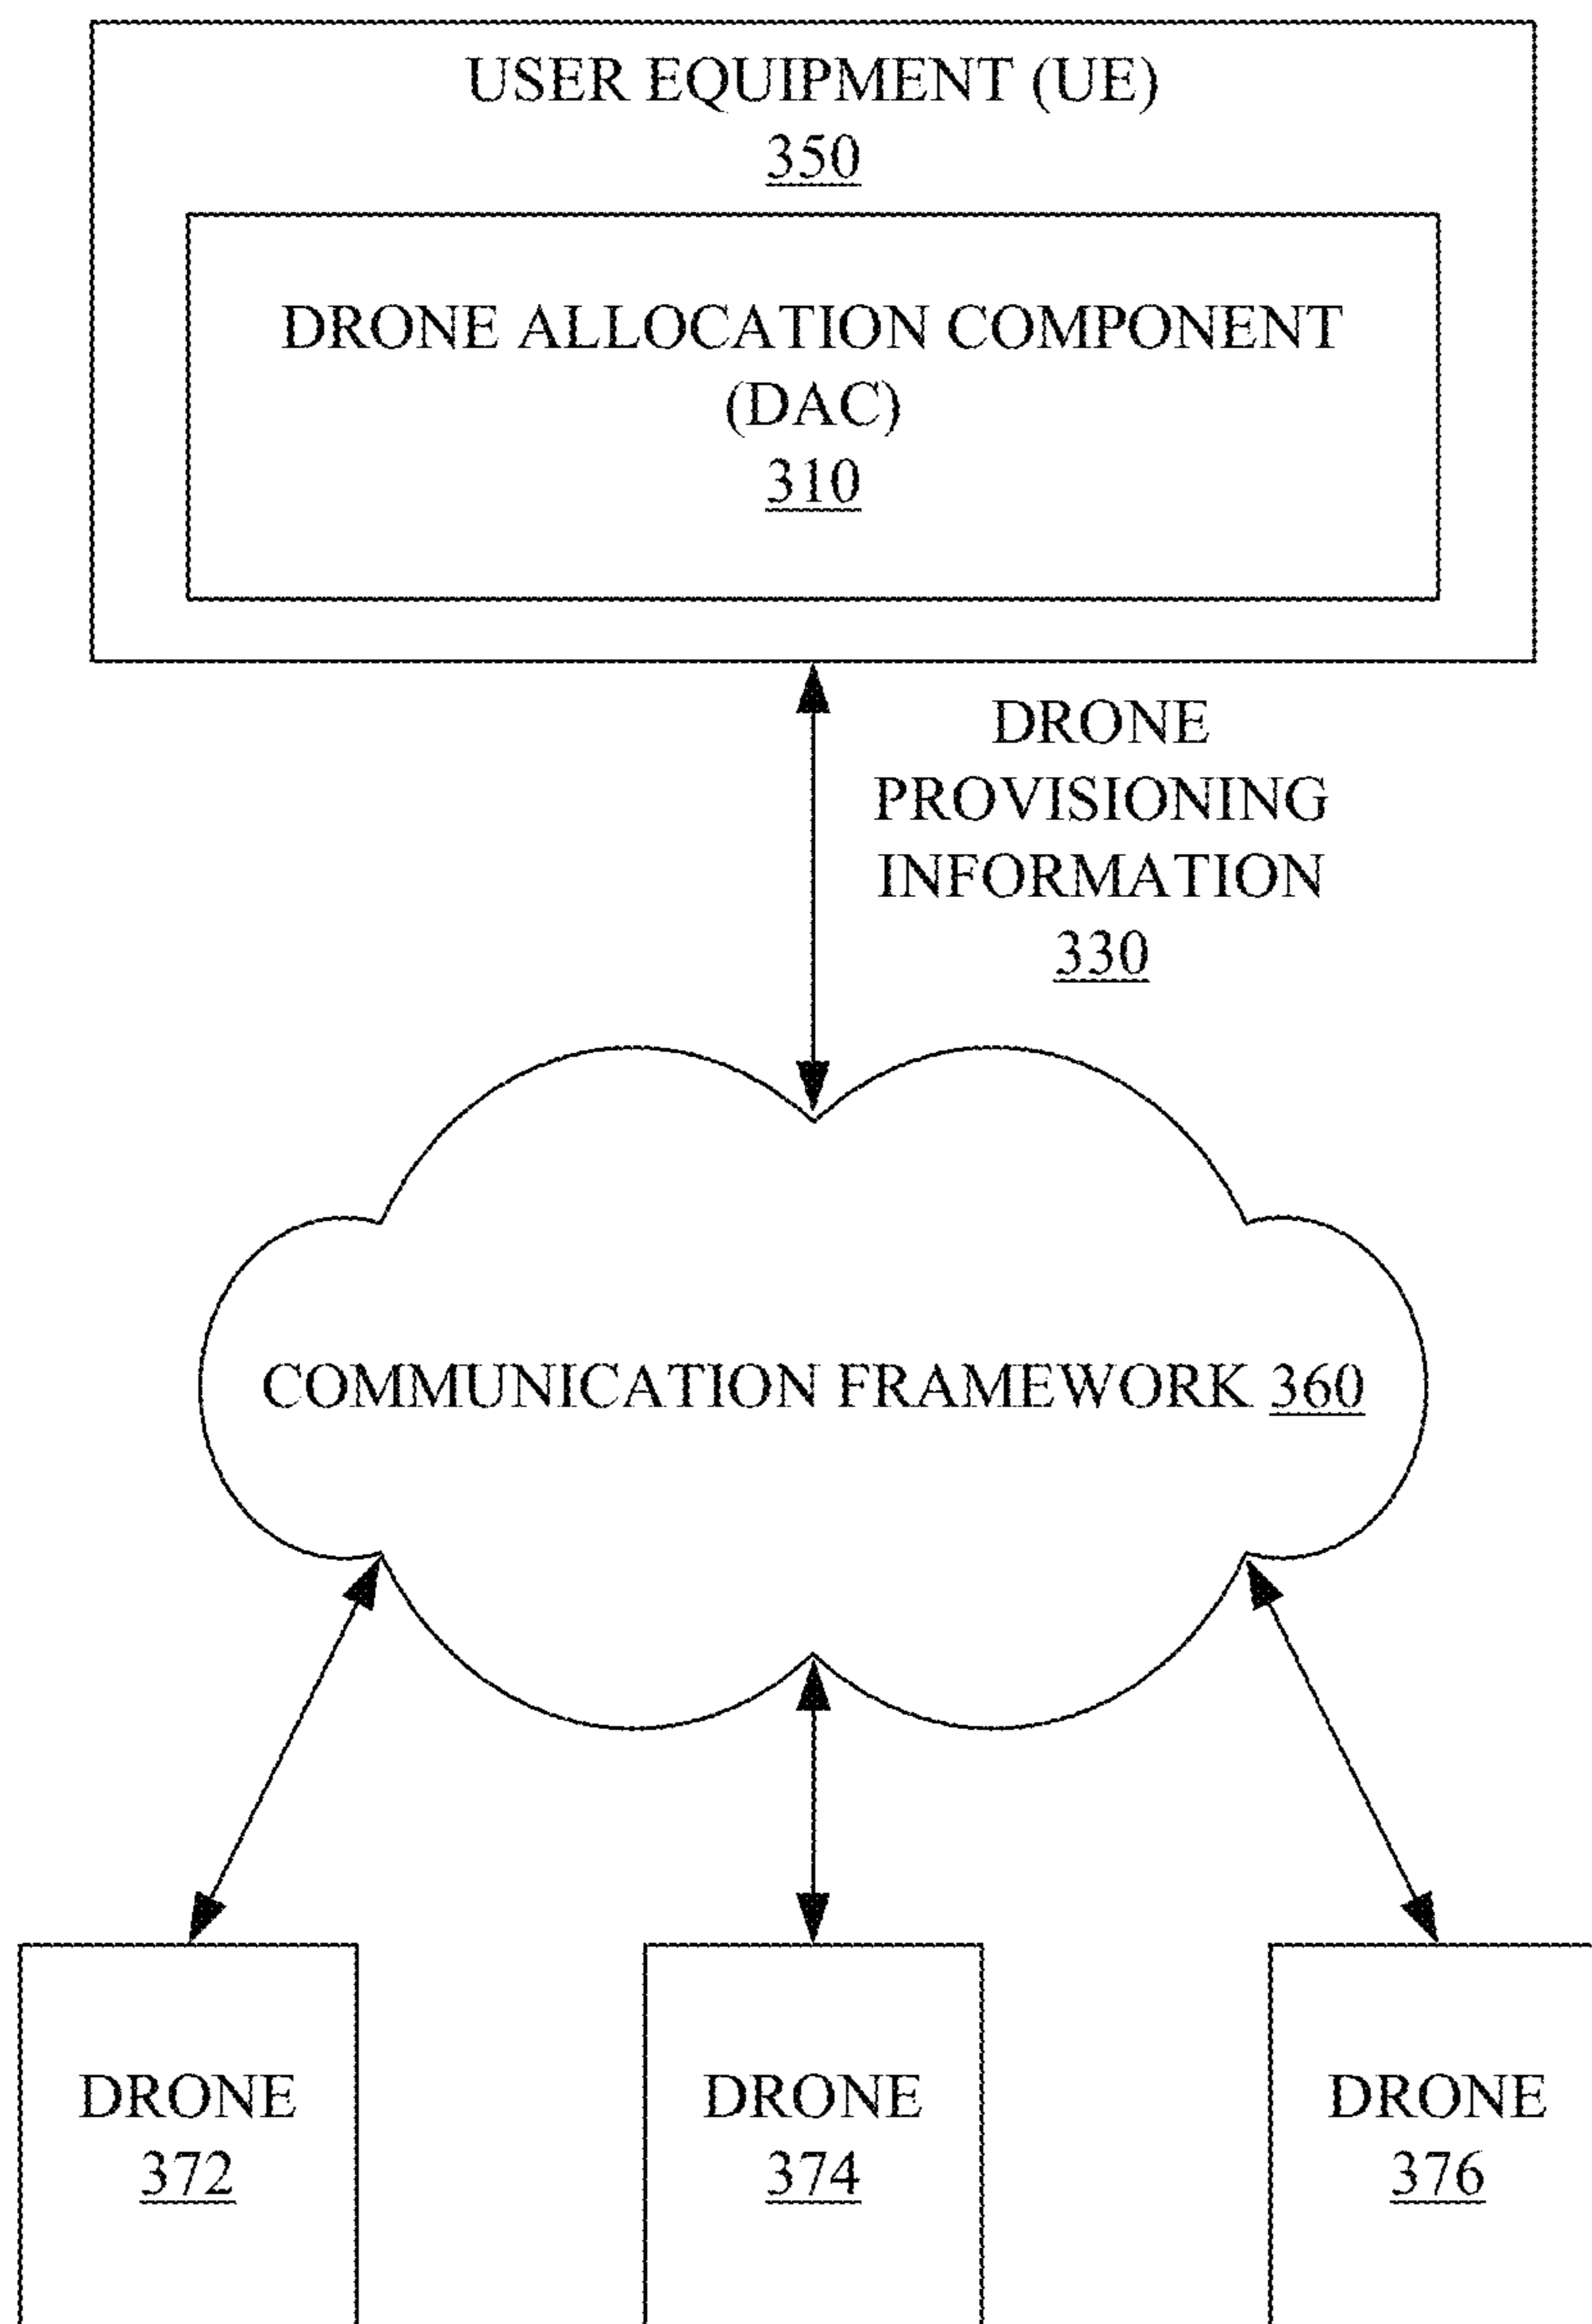 USER EQUIPMENT (UE)
350
DRONE ALLOCATION COMPONENT
(DAC)
310
DRONE
PROVISIONING
INFORMATION
330
COMMUNICATION FRAMEWORK 360
DRONE
372
DRONE
374
DRONE
376